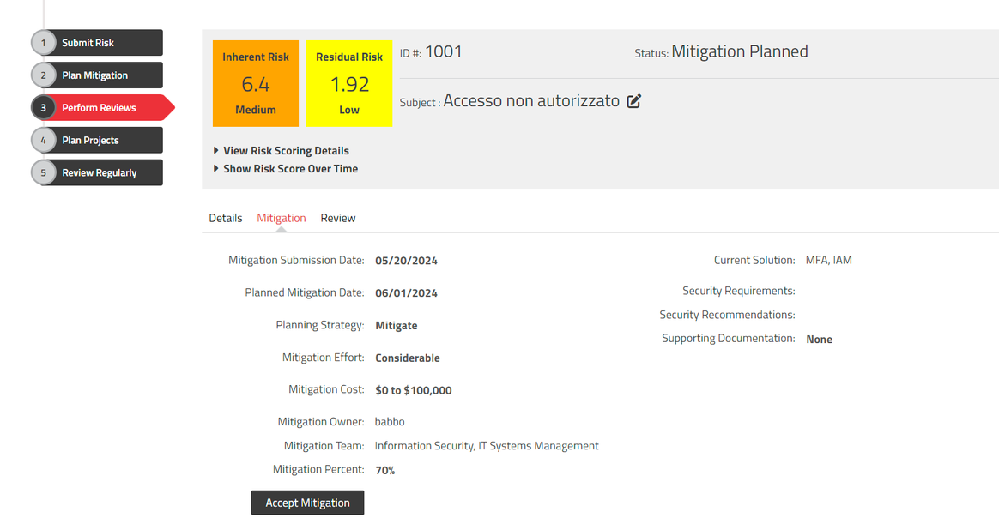 1 Submit Risk
2 Plan Mitigation
3 Perform Reviews
4 Plan Projects
5 Review Regularly
Inherent Risk
6.4
Medium
Residual Risk
1.92
Low
ID #: 1001
Status: Mitigation Planned
Subject : Accesso non autorizzato
View Risk Scoring Details
Show Risk Score Over Time
Details Mitigation Review
Mitigation Submission Date: 05/20/2024
Planned Mitigation Date: 06/01/2024
Planning Strategy: Mitigate
Mitigation Effort: Considerable
Mitigation Cost: $0 to $100,000
Mitigation Owner: babbo
Mitigation Team: Information Security, IT Systems Management
Mitigation Percent: 70%
Accept Mitigation
Current Solution: MFA, IAM
Security Requirements:
Security Recommendations:
Supporting Documentation: None